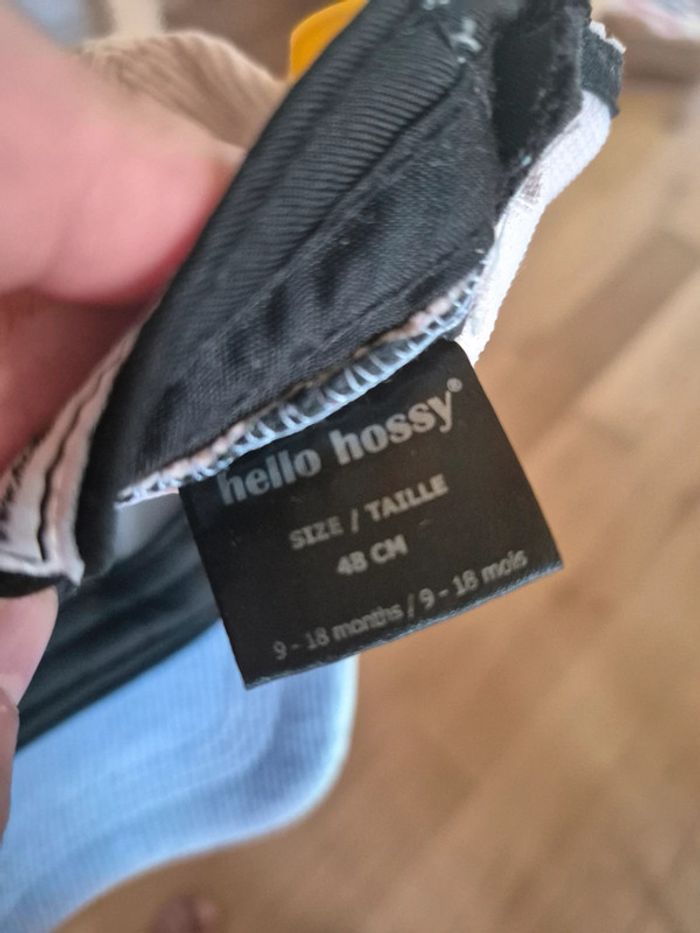 hello hossy®
SIZE / TAILLE
48 CM
9 - 18 months / 9 - 18 mois